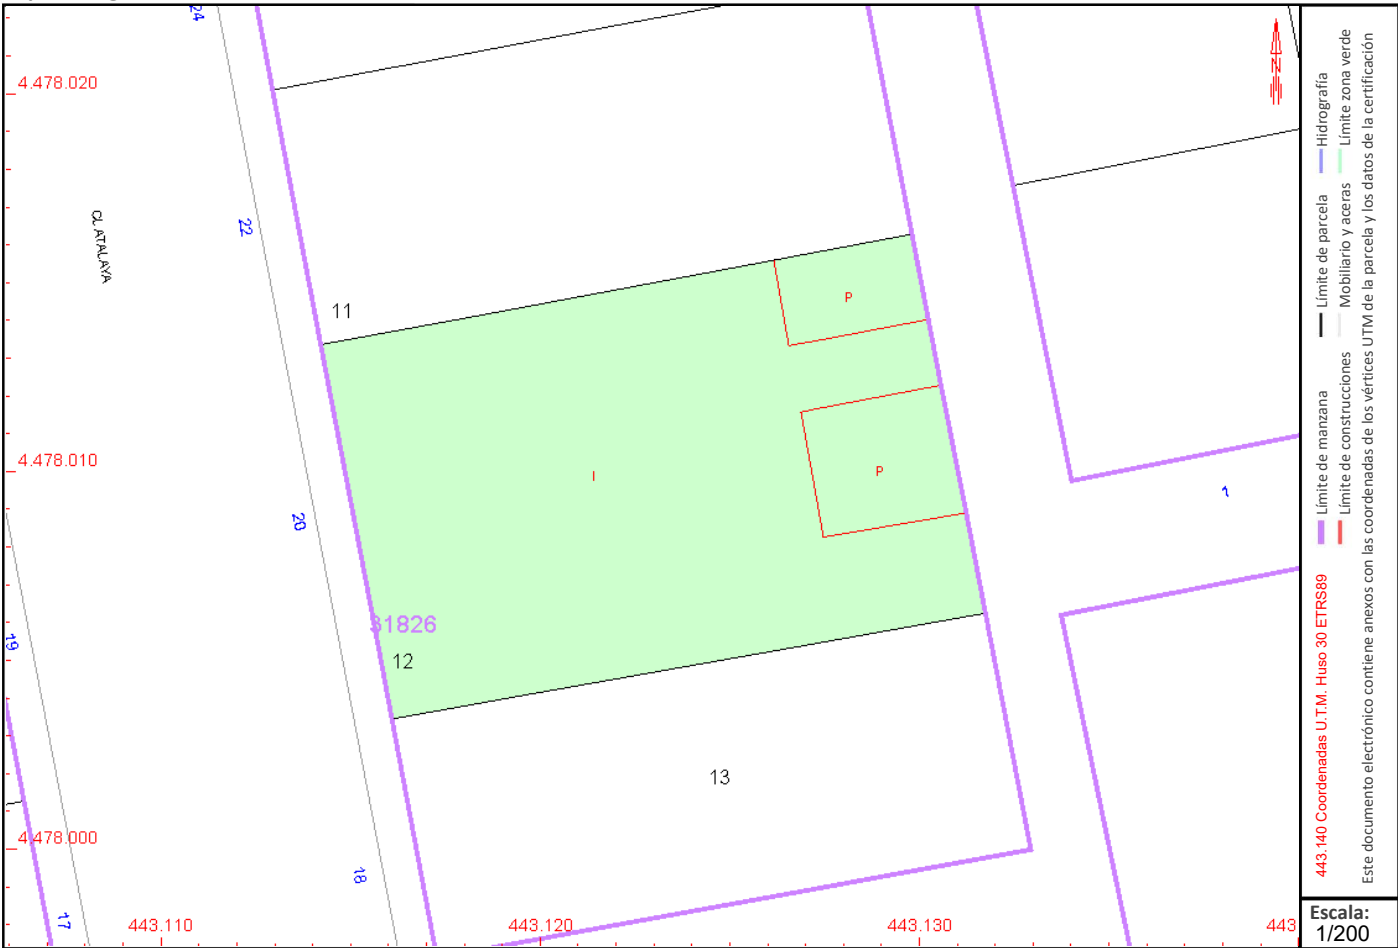 24
4.478.020
CL ATALAYA
22
11
P
4.478.010
P
I
1
20
31826
19
12
13
4.478.000
18
17
443.110
443.120
443.130
443
N
Límite de manzana
Límite de parcela
Hidrografía
Límite de construcciones
Mobiliario y aceras
Límite zona verde
443.140 Coordenadas U.T.M. Huso 30 ETRS89
Este documento electrónico contiene anexos con las coordenadas de los vértices UTM de la parcela y los datos de la certificación
Escala:
1/200